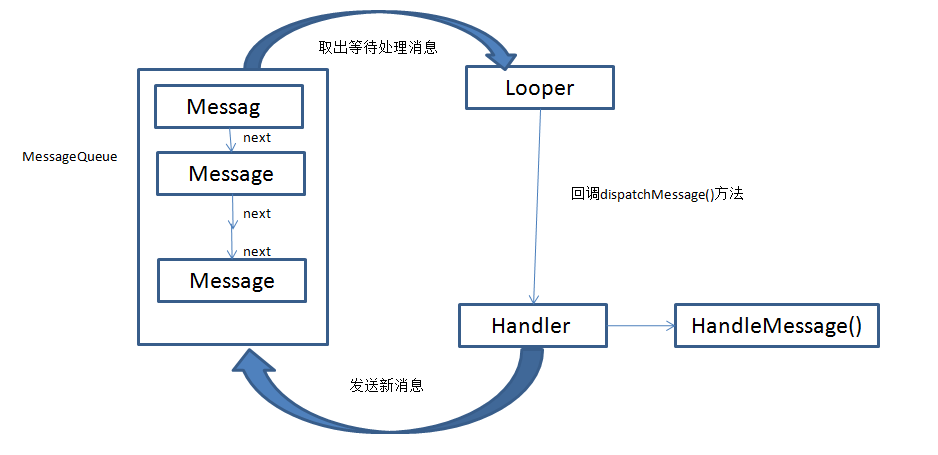 取出等待处理消息
Looper
Messag
next
MessageQueue
Message
next
回调dispatchMessage()方法
next
Message
Handler
HandleMessage()
发送新消息